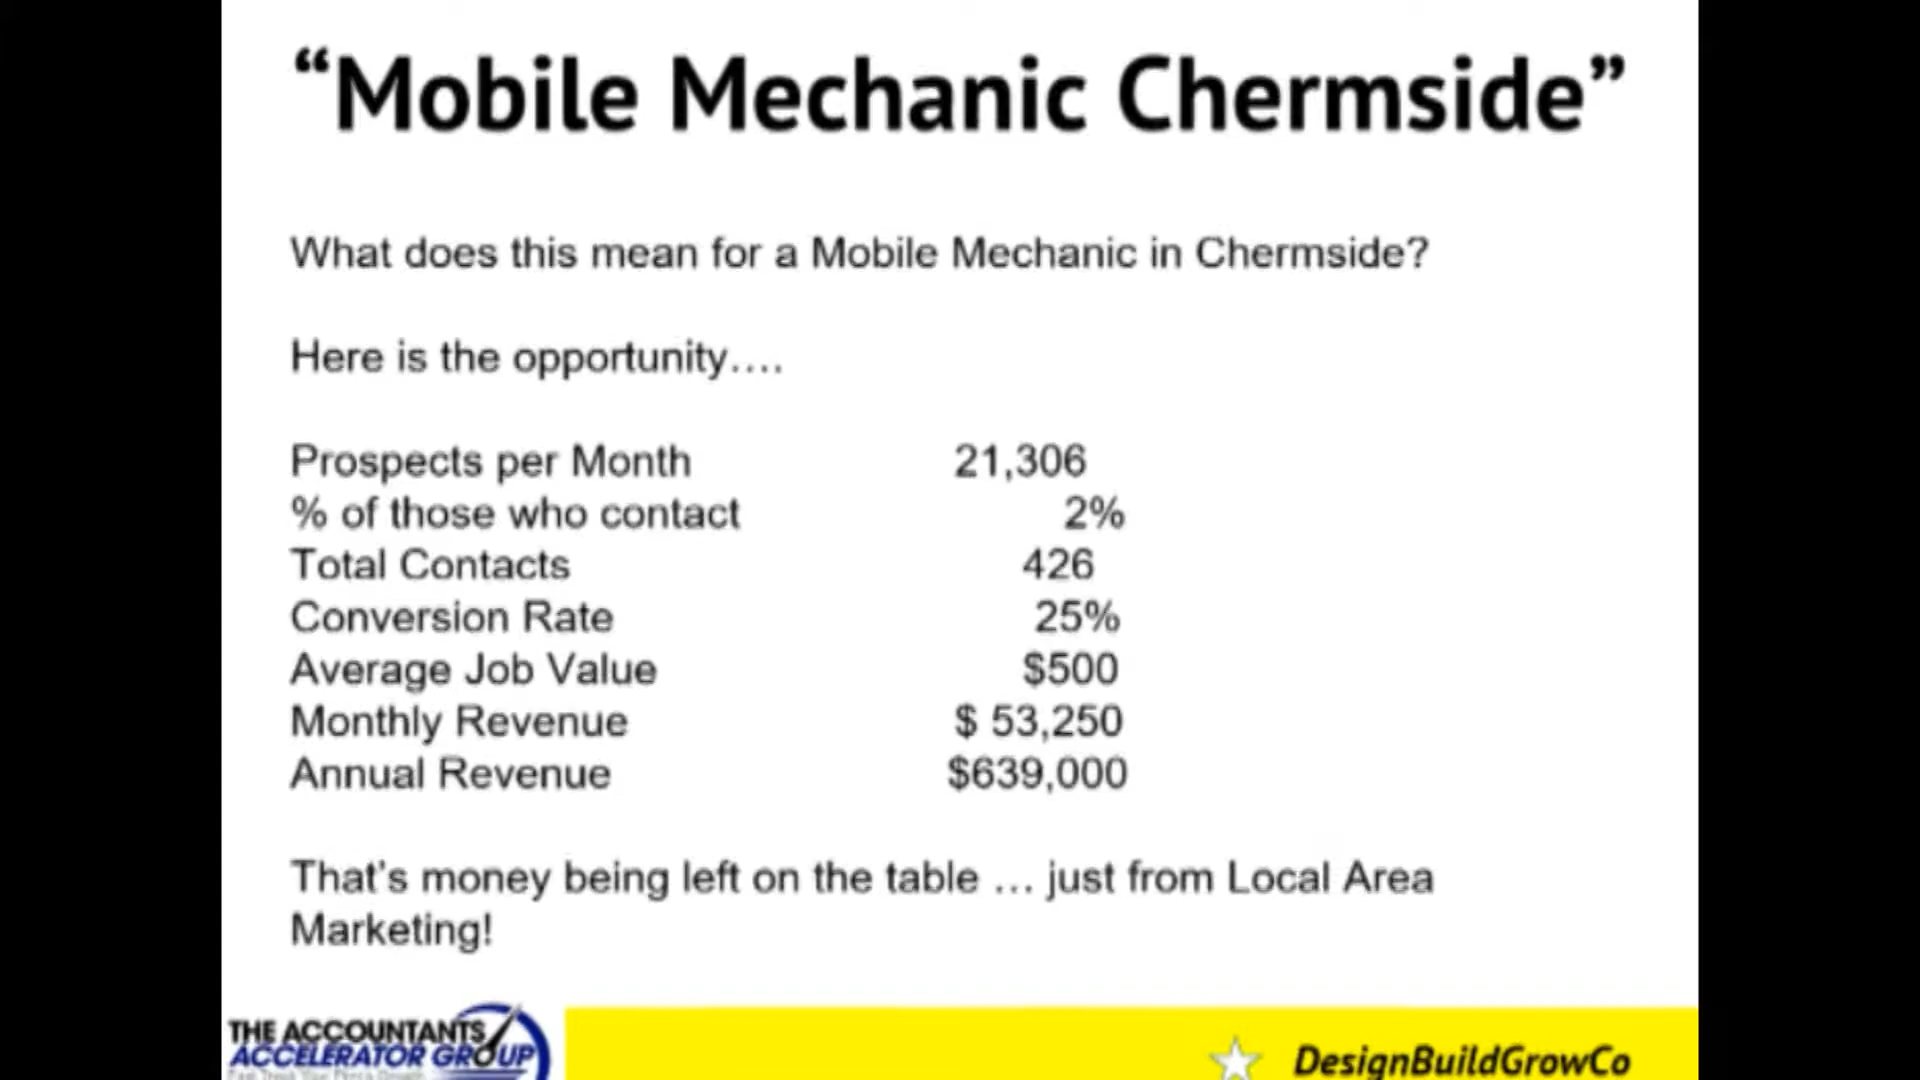 “Mobile Mechanic Chermside”
What does this mean for a Mobile Mechanic in Chermside?
Here is the opportunity….
Prospects per Month 21,306
% of those who contact 2%
Total Contacts 426
Conversion Rate 25%
Average Job Value $500
Monthly Revenue $ 53,250
Annual Revenue $639,000
That's money being left on the table … just from Local Area
Marketing!
THE ACCOUNTANTS
ACCELERATOR GROUP
DesignBuildGrowCo